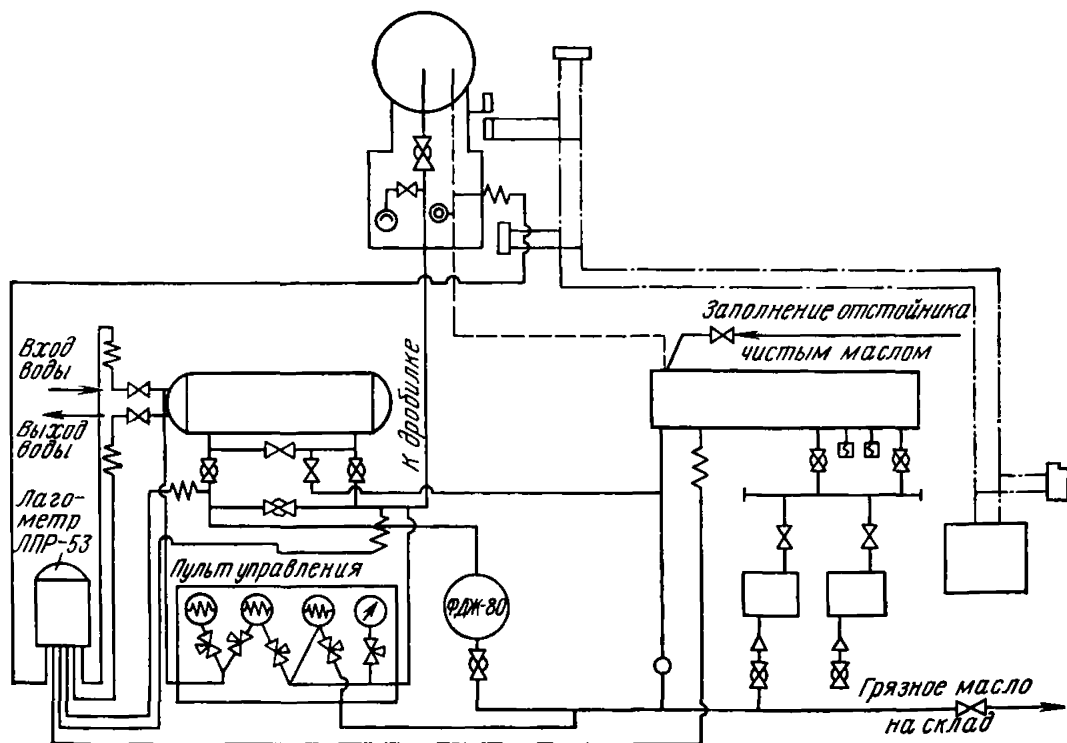 Заполнение отстойника
чистым маслом
Вход
воды
Выход
воды
К дробилке
Лаго-
метр
ЛПР-53
Пульт управления
ФДЖ-80
Грязное масло
на склад